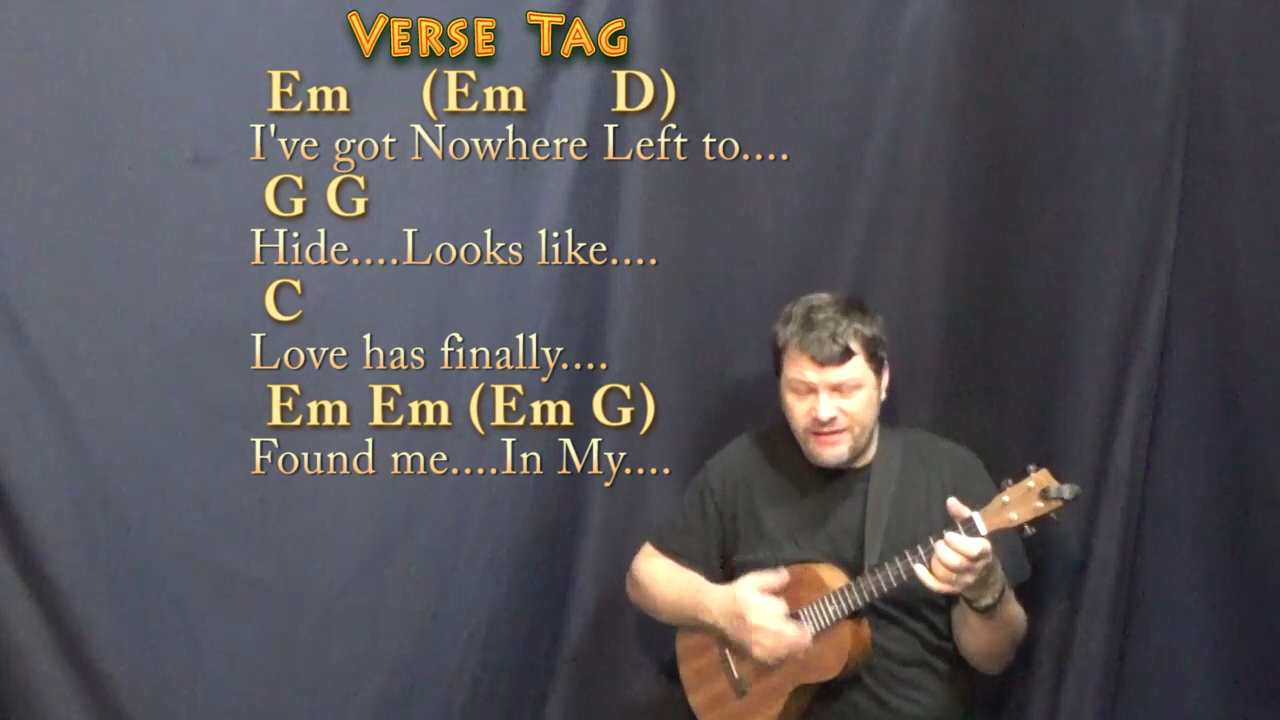 VERSE TAG
Em (Em D)
I've got Nowhere Left to....
G G
Hide....Looks like....
C
Love has finally....
Em Em (Em G)
Found me....In My....